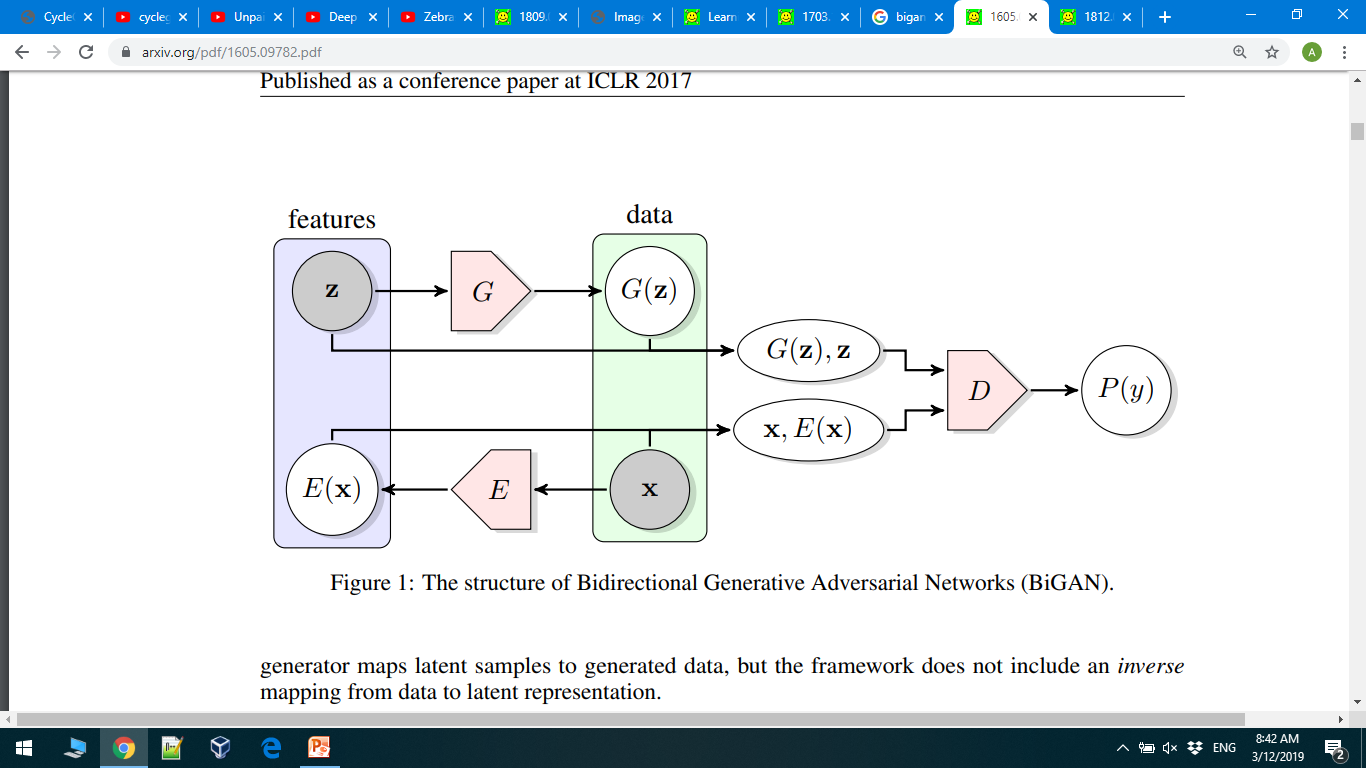 Cycle
cycleg
Unpai
Deep
Zebra
1809.
Imag
Learn
1703.
bigan
1605.
1812.
arxiv.org/pdf/1605.09782.pdf
A
Published as a conference paper at ICLR 2017
features
data
z
G
G(z)
G(z), z
D
P(y)
x, E(x)
E(x)
E
x
Figure 1: The structure of Bidirectional Generative Adversarial Networks (BiGAN).
generator maps latent samples to generated data, but the framework does not include an inverse
mapping from data to latent representation.
ENG
8:42 AM
3/12/2019
2